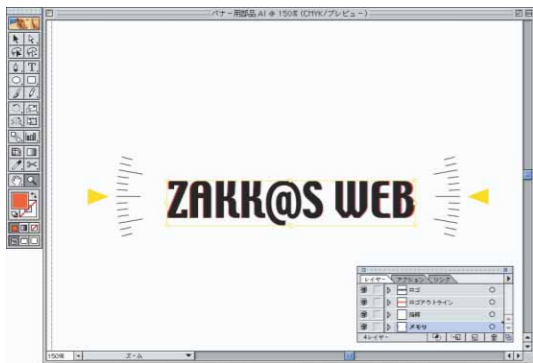 バナー用部品.AI @ 150% (CMYK/プレビュー)
ZAKK@S WEB
レイヤー アクション リンク
ロゴ
ロゴアウトライン
メモリ
4レイヤー
150% ズーム